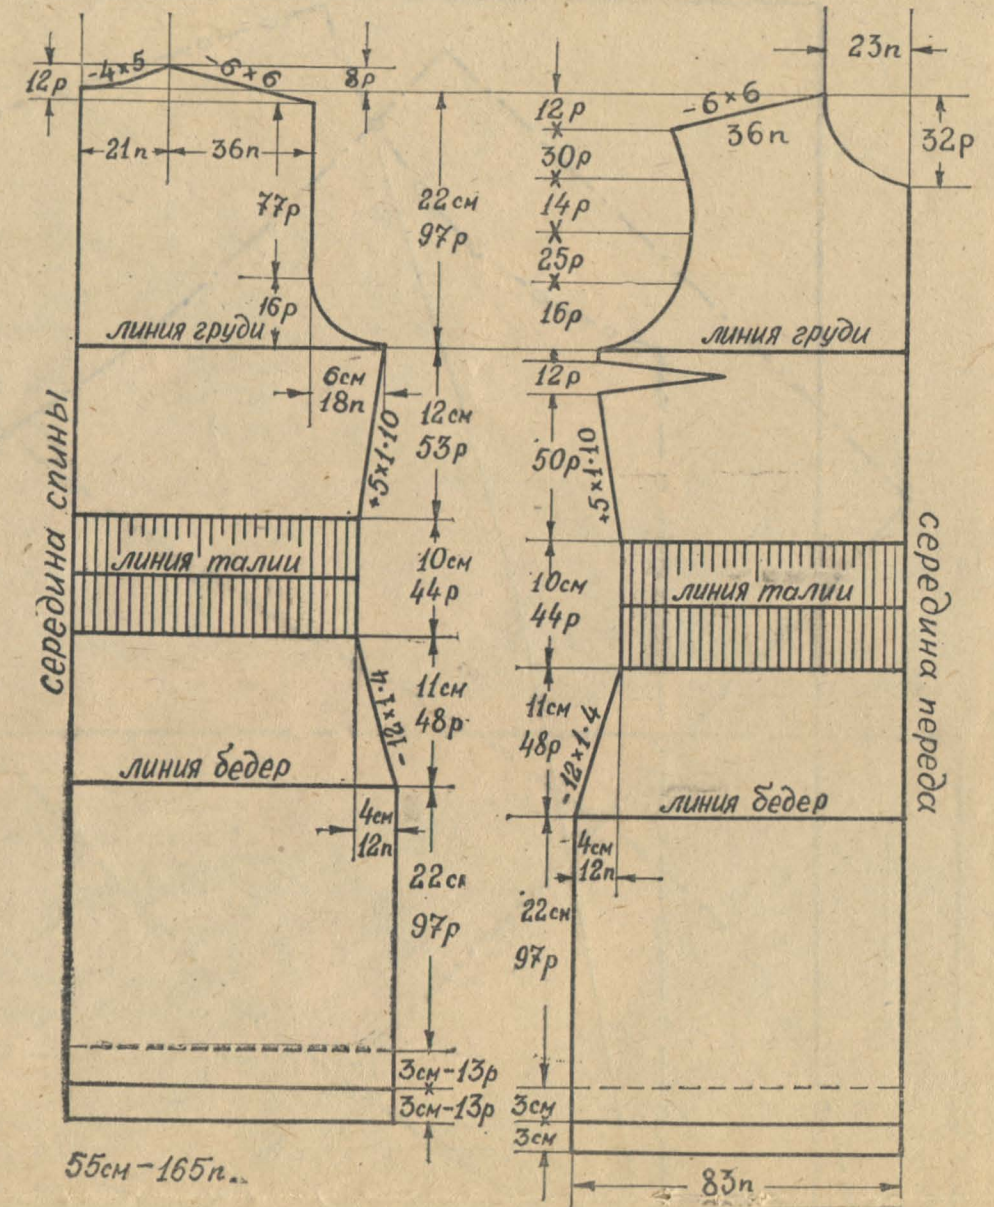 12р
-4×5
-6×6
8р
21п
36п
77р
16р
линия груди
6см
18п
22см
97р
12см
53р
+5×1·10
середина спины
линия талии
10см
44р
11см
48р
-12×1·4
линия бедер
4см
12п
22см
97р
3см-13р
3см-13р
55см-165п.
23п
-6×6
36п
32р
12р
30р
14р
25р
16р
линия груди
12р
50р
+5×1·10
линия талии
10см
44р
11см
48р
-12×1·4
линия бедер
середина переда
4см
12п
22см
97р
3см
3см
83п